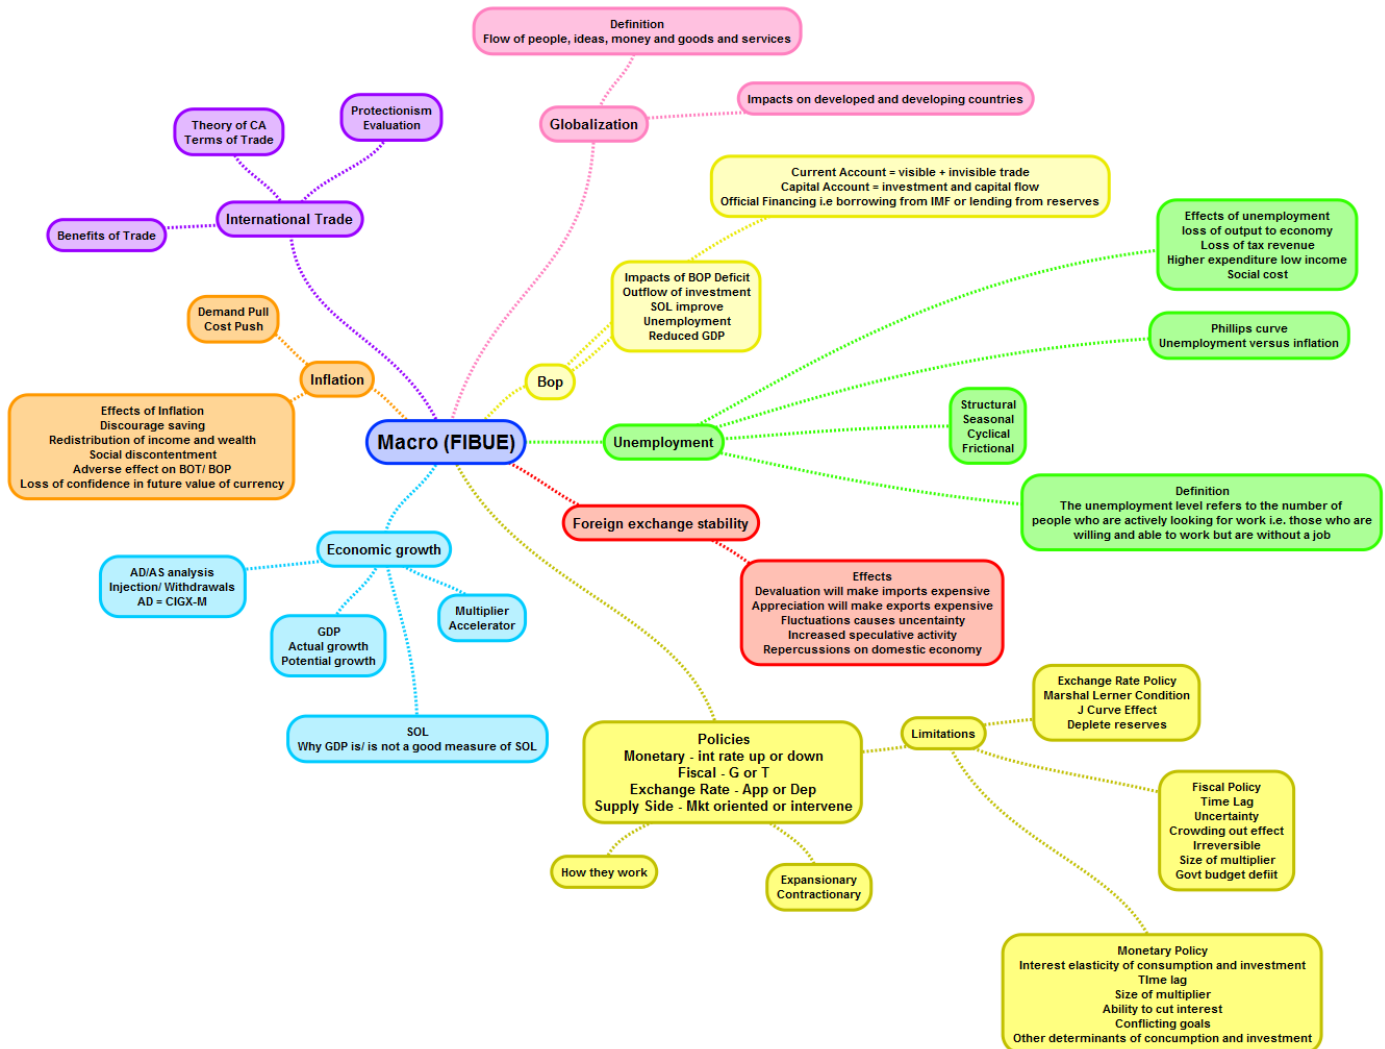 Definition
Flow of people, ideas, money and goods and services
Globalization
Impacts on developed and developing countries
Theory of CA
Terms of Trade
Protectionism
Evaluation
International Trade
Benefits of Trade
Current Account = visible + invisible trade
Capital Account = investment and capital flow
Official Financing i.e borrowing from IMF or lending from reserves
Impacts of BOP Deficit
Outflow of investment
SOL improve
Unemployment
Reduced GDP
Bop
Effects of unemployment
loss of output to economy
Loss of tax revenue
Higher expenditure low income
Social cost
Phillips curve
Unemployment versus inflation
Structural
Seasonal
Cyclical
Frictional
Unemployment
Definition
The unemployment level refers to the number of
people who are actively looking for work i.e. those who are
willing and able to work but are without a job
Demand Pull
Cost Push
Inflation
Effects of Inflation
Discourage saving
Redistribution of income and wealth
Social discontentment
Adverse effect on BOT/ BOP
Loss of confidence in future value of currency
Macro (FIBUE)
Foreign exchange stability
Effects
Devaluation will make imports expensive
Appreciation will make exports expensive
Fluctuations causes uncertainty
Increased speculative activity
Repercussions on domestic economy
Economic growth
AD/AS analysis
Injection/ Withdrawals
AD = CIGX-M
GDP
Actual growth
Potential growth
Multiplier
Accelerator
SOL
Why GDP is/ is not a good measure of SOL
Policies
Monetary - int rate up or down
Fiscal - G or T
Exchange Rate - App or Dep
Supply Side - Mkt oriented or intervene
How they work
Expansionary
Contractionary
Limitations
Exchange Rate Policy
Marshal Lerner Condition
J Curve Effect
Deplete reserves
Fiscal Policy
Time Lag
Uncertainty
Crowding out effect
Irreversible
Size of multiplier
Govt budget defiit
Monetary Policy
Interest elasticity of consumption and investment
TIme lag
Size of multiplier
Ability to cut interest
Conflicting goals
Other determinants of consumption and investment